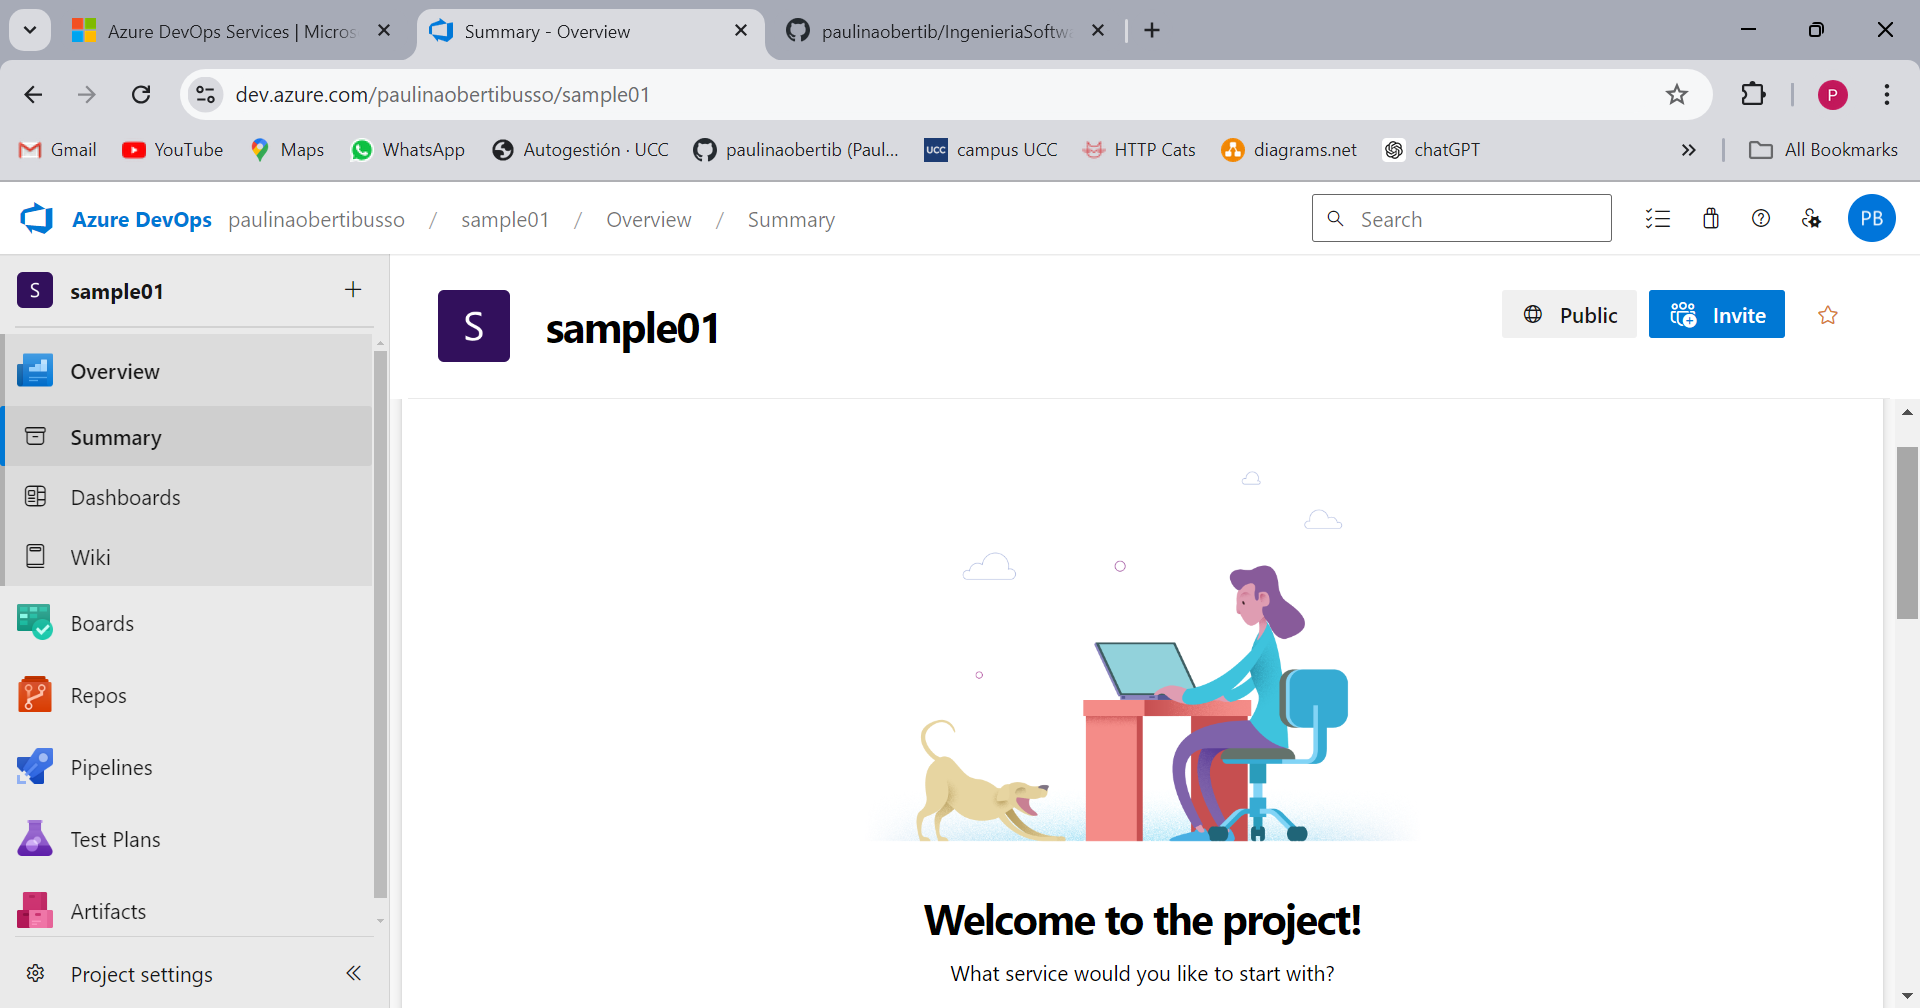 Azure DevOps Services | Micros
Summary - Overview
paulinaobertib/IngenieriaSoftw
dev.azure.com/paulinaobertibusso/sample01
P
Gmail
YouTube
Maps
WhatsApp
Autogestión · UCC
paulinaobertib (Paul...
UCC
campus UCC
HTTP Cats
diagrams.net
chatGPT
All Bookmarks
Azure DevOps
paulinaobertibusso / sample01 / Overview / Summary
Search
PB
S
sample01
Overview
Summary
Dashboards
Wiki
Boards
Repos
Pipelines
Test Plans
Artifacts
Project settings
S
sample01
Public
Invite
Welcome to the project!
What service would you like to start with?